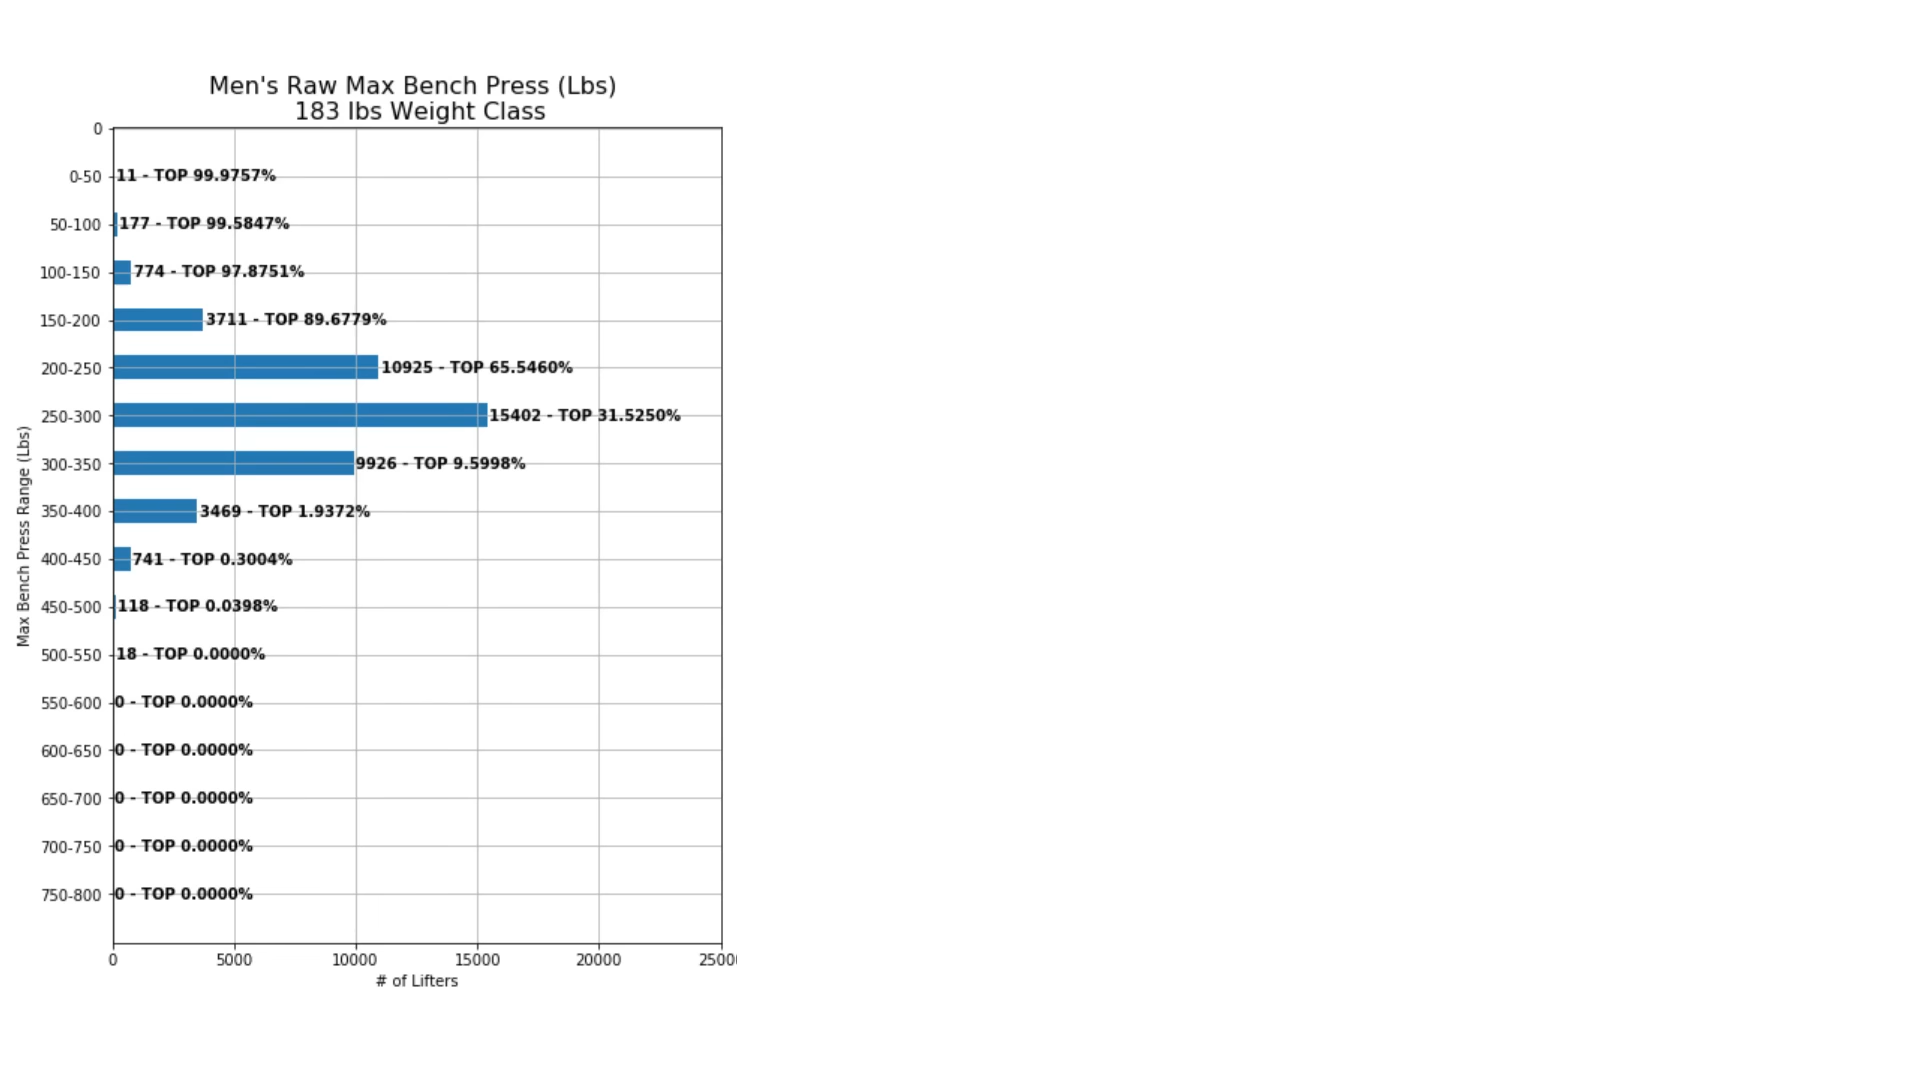 Men's Raw Max Bench Press (Lbs)
183 lbs Weight Class
Max Bench Press Range (Lbs)
0
0-50 11 - TOP 99.9757%
50-100 177 - TOP 99.5847%
100-150 774 - TOP 97.8751%
150-200 3711 - TOP 89.6779%
200-250 10925 - TOP 65.5460%
250-300 15402 - TOP 31.5250%
300-350 9926 - TOP 9.5998%
350-400 3469 - TOP 1.9372%
400-450 741 - TOP 0.3004%
450-500 118 - TOP 0.0398%
500-550 18 - TOP 0.0000%
550-600 0 - TOP 0.0000%
600-650 0 - TOP 0.0000%
650-700 0 - TOP 0.0000%
700-750 0 - TOP 0.0000%
750-800 0 - TOP 0.0000%
0 5000 10000 15000 20000 25000
# of Lifters